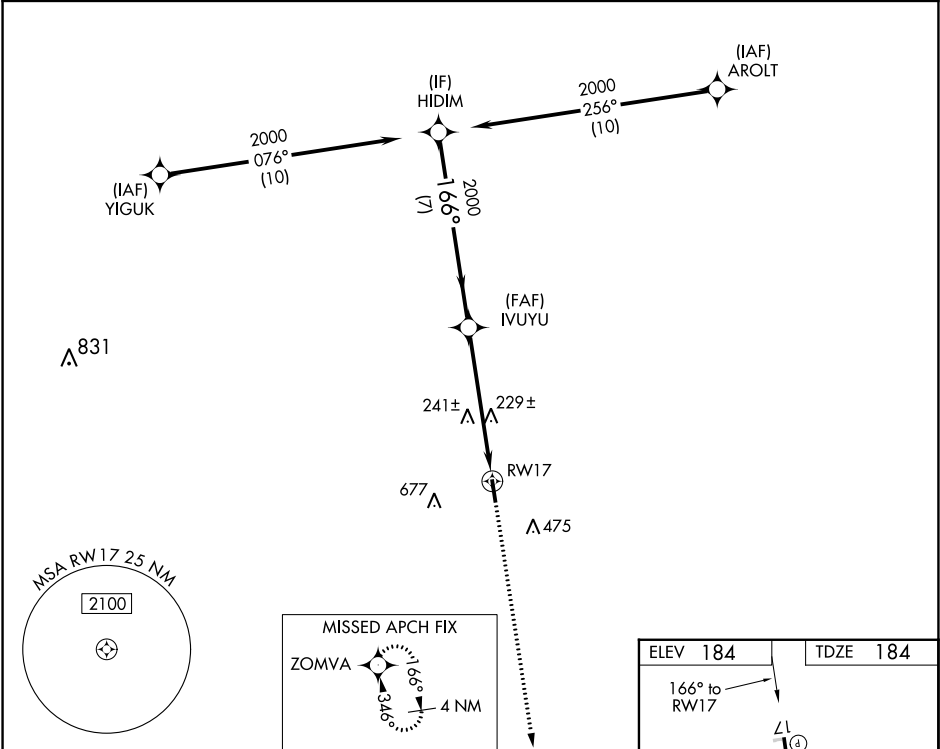 (IAF)
AROLT
2000
256°
(10)
(IF)
HIDIM
2000
076°
(10)
(IAF)
YIGUK
2000
166°
(7)
(FAF)
IVUYU
831
241±
229±
RW17
677
475
MSA RW17 25 NM
2100
MISSED APCH FIX
ZOMVA
166°
346°
4 NM
ELEV 184
TDZE 184
166° to
RW17
17
P